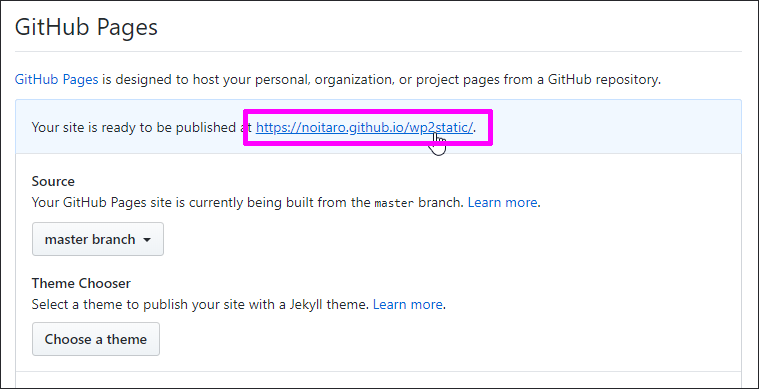 GitHub Pages
GitHub Pages is designed to host your personal, organization, or project pages from a GitHub repository.
Your site is ready to be published at https://noitaro.github.io/wp2static/.
Source
Your GitHub Pages site is currently being built from the master branch. Learn more.
master branch
Theme Chooser
Select a theme to publish your site with a Jekyll theme. Learn more.
Choose a theme